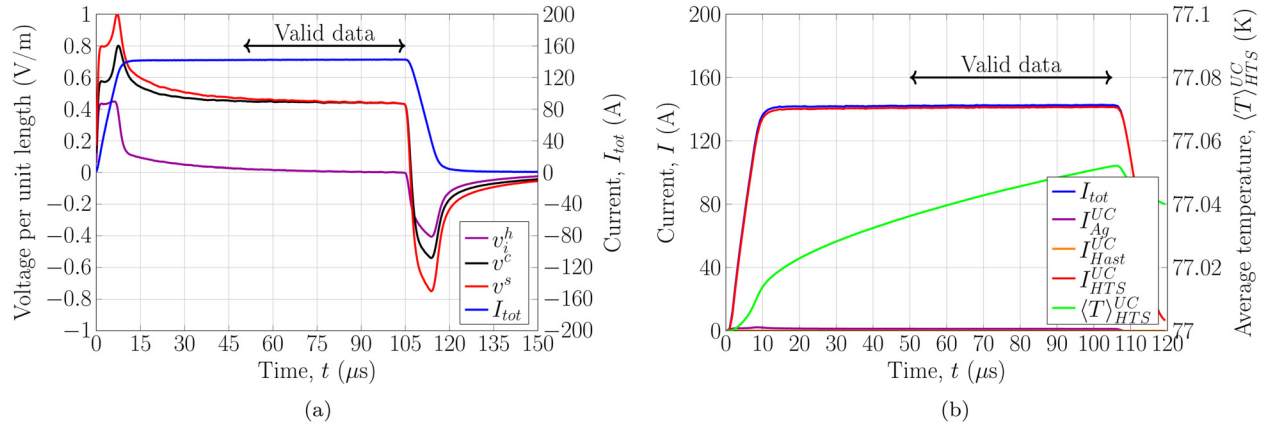 Voltage per unit length (V/m)
1
0.8
0.6
0.4
0.2
0
−0.2
−0.4
−0.6
−0.8
−1
Valid data
200
160
120
80
40
0
−40
−80
−120
−160
−200
Current, I_tot (A)
v_i^h
v^c
v^s
I_tot
0 15 30 45 60 75 90 105 120 135 150
Time, t (μs)
(a)
Current, I (A)
200
160
120
80
40
0
Valid data
77.1
77.08
77.06
77.04
77.02
77
Average temperature, ⟨T⟩_HTS^UC (K)
I_tot
I_Ag^UC
I_Hast^UC
I_HTS^UC
⟨T⟩_HTS^UC
0 10 20 30 40 50 60 70 80 90 100 110 120
Time, t (μs)
(b)